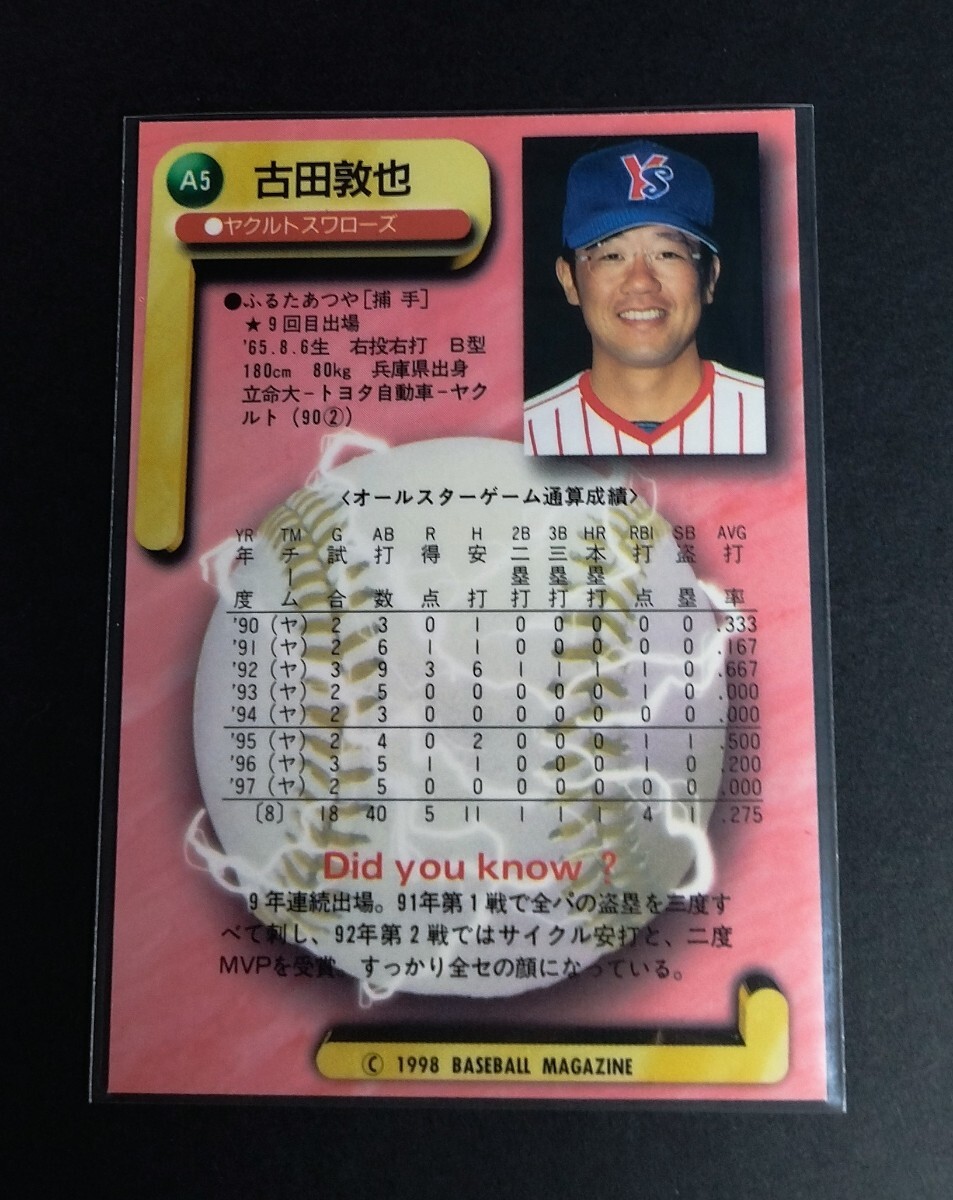 A5 古田敦也
●ヤクルトスワローズ
YS
●ふるたあつや[捕 手]
★9回目出場
'65.8.6生 右投右打 B型
180cm 80kg 兵庫県出身
立命大-トヨタ自動車-ヤク
ルト (90②)
〈オールスターゲーム通算成績〉
YR TM G AB R H 2B 3B HR RBI SB AVG
年度 チーム 試合 打数 得点 安打 二塁打 三塁打 本塁打 打点 盗塁 打率
'90 (ヤ) 2 3 0 1 0 0 0 0 0 .333
'91 (ヤ) 2 6 1 1 0 0 0 1 0 .167
'92 (ヤ) 3 9 3 6 1 1 1 1 0 .667
'93 (ヤ) 2 5 0 0 0 0 0 1 0 .000
'94 (ヤ) 2 3 0 0 0 0 0 0 0 .000
'95 (ヤ) 2 4 0 2 0 0 0 1 1 .500
'96 (ヤ) 3 5 1 1 0 0 0 1 0 .200
'97 (ヤ) 2 5 0 0 0 0 0 0 0 .000
[8] 18 40 5 11 1 1 1 4 1 .275
Did you know ?
9年連続出場。91年第1戦で全パの盗塁を三度す
べて刺し、92年第2戦ではサイクル安打と、二度
MVPを受賞。すっかり全セの顔になっている。
© 1998 BASEBALL MAGAZINE